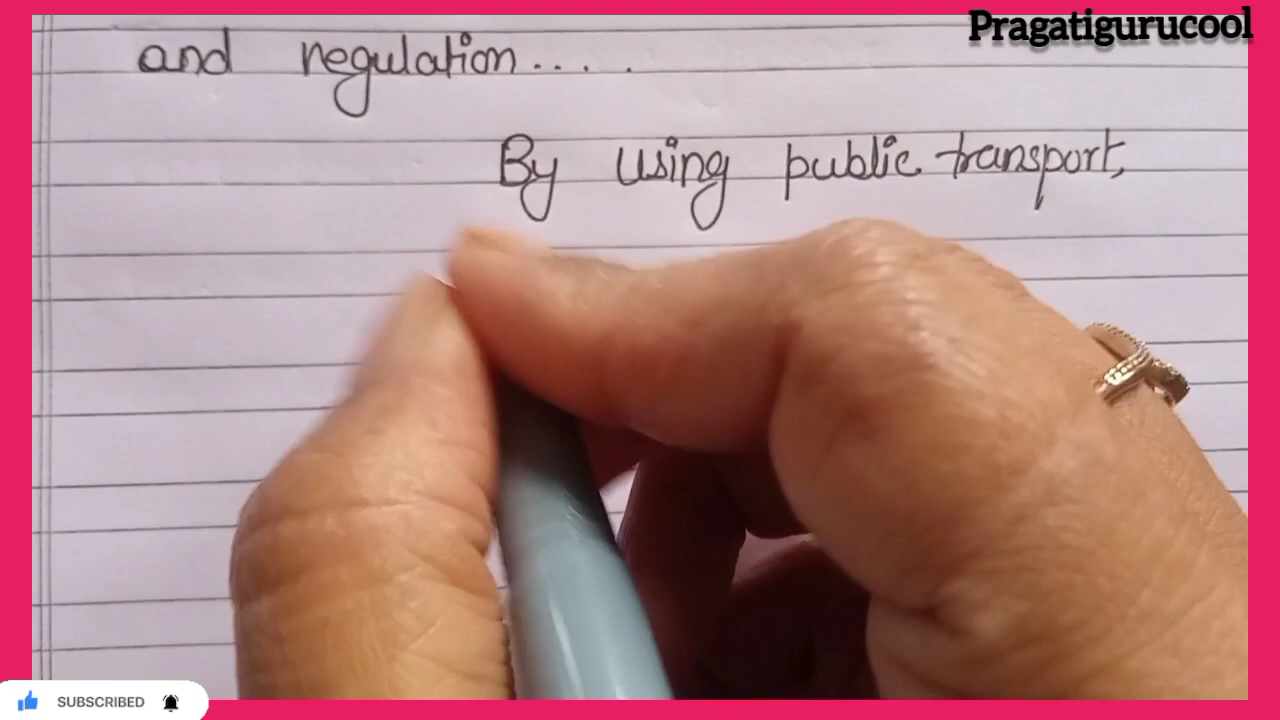 Pragatigurucool
and regulation.....
By using public transport,
SUBSCRIBED